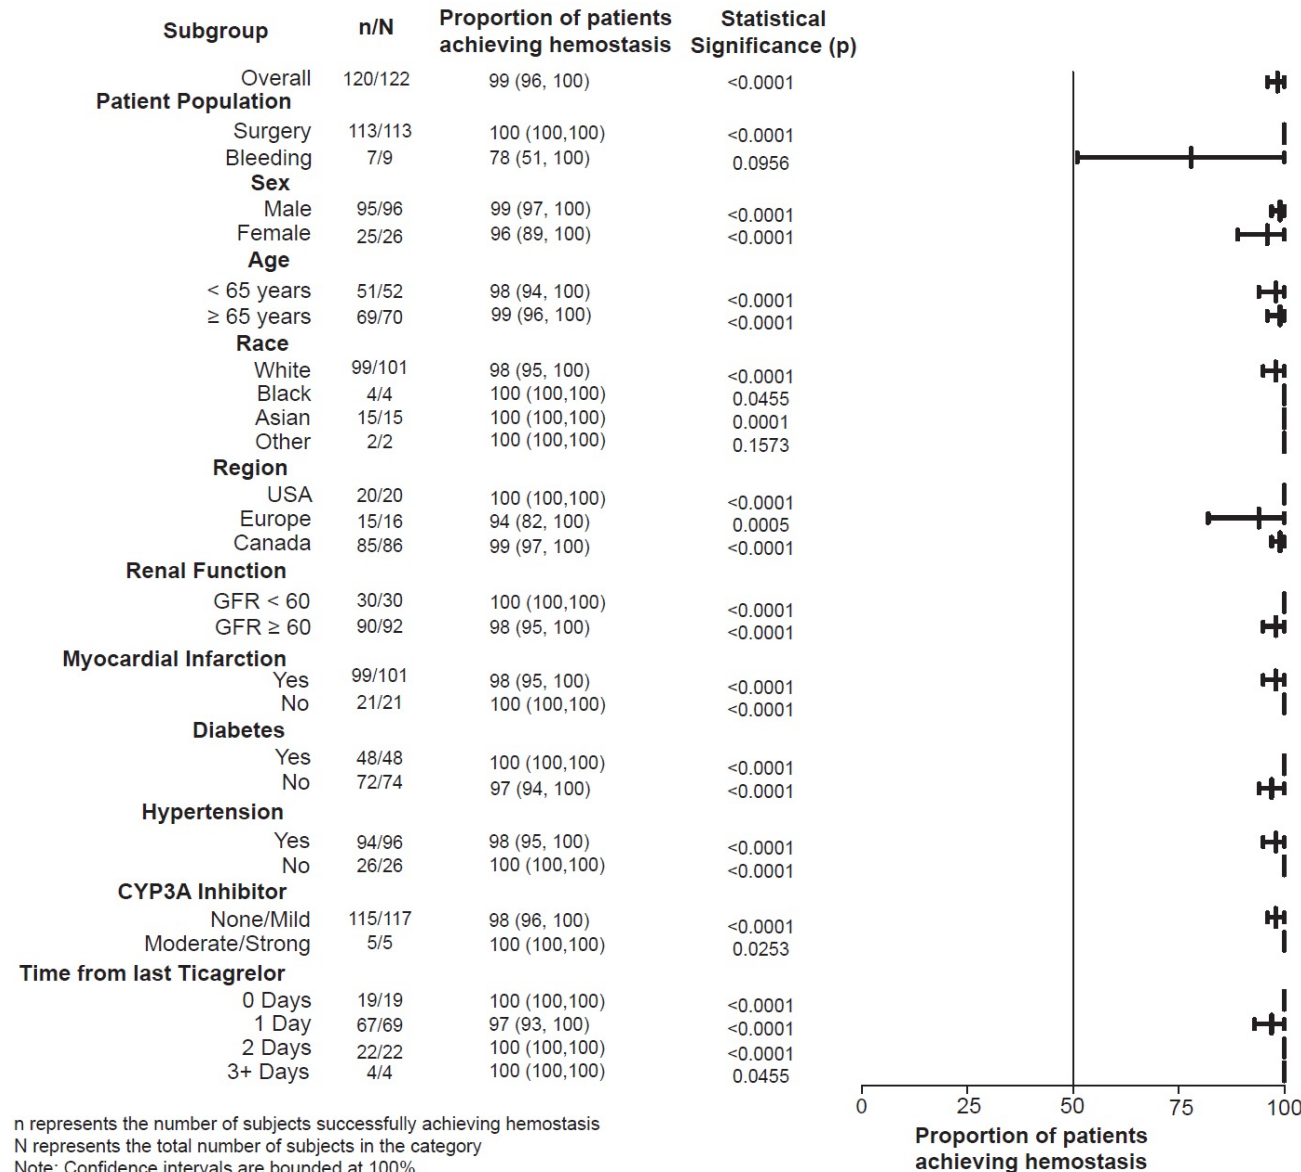 Subgroup n/N Proportion of patients achieving hemostasis Statistical Significance (p)
Overall 120/122 99 (96, 100) <0.0001
Patient Population
Surgery 113/113 100 (100,100) <0.0001
Bleeding 7/9 78 (51, 100) 0.0956
Sex
Male 95/96 99 (97, 100) <0.0001
Female 25/26 96 (89, 100) <0.0001
Age
< 65 years 51/52 98 (94, 100) <0.0001
≥ 65 years 69/70 99 (96, 100) <0.0001
Race
White 99/101 98 (95, 100) <0.0001
Black 4/4 100 (100,100) 0.0455
Asian 15/15 100 (100,100) 0.0001
Other 2/2 100 (100,100) 0.1573
Region
USA 20/20 100 (100,100) <0.0001
Europe 15/16 94 (82, 100) 0.0005
Canada 85/86 99 (97, 100) <0.0001
Renal Function
GFR < 60 30/30 100 (100,100) <0.0001
GFR ≥ 60 90/92 98 (95, 100) <0.0001
Myocardial Infarction
Yes 99/101 98 (95, 100) <0.0001
No 21/21 100 (100,100) <0.0001
Diabetes
Yes 48/48 100 (100,100) <0.0001
No 72/74 97 (94, 100) <0.0001
Hypertension
Yes 94/96 98 (95, 100) <0.0001
No 26/26 100 (100,100) <0.0001
CYP3A Inhibitor
None/Mild 115/117 98 (96, 100) <0.0001
Moderate/Strong 5/5 100 (100,100) 0.0253
Time from last Ticagrelor
0 Days 19/19 100 (100,100) <0.0001
1 Day 67/69 97 (93, 100) <0.0001
2 Days 22/22 100 (100,100) <0.0001
3+ Days 4/4 100 (100,100) 0.0455
0 25 50 75 100
Proportion of patients
achieving hemostasis
n represents the number of subjects successfully achieving hemostasis
N represents the total number of subjects in the category
Note: Confidence intervals are bounded at 100%